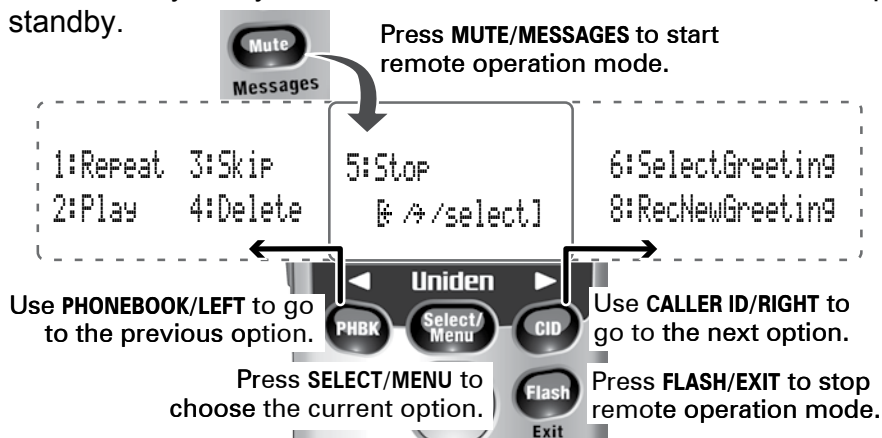 standby.
Mute
Messages
Press MUTE/MESSAGES to start
remote operation mode.
1:Repeat 3:Skip
2:Play 4:Delete
5:Stop
/select]
6:SelectGreeting
8:RecNewGreeting
Uniden
Use PHONEBOOK/LEFT to go
to the previous option.
PHBK
Select/
Menu
CID
Use CALLER ID/RIGHT to
go to the next option.
Press SELECT/MENU to
choose the current option.
Flash
Exit
Press FLASH/EXIT to stop
remote operation mode.